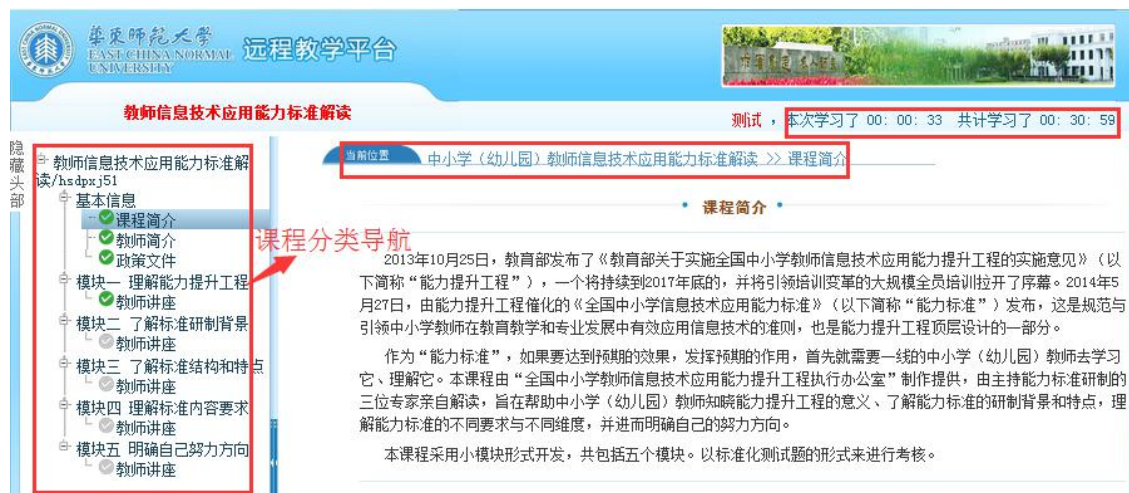 華東師範大學
EAST CHINA NORMAL
UNIVERSITY
远程教学平台
教师信息技术应用能力标准解读
测试 ，本次学习了 00: 00: 33 共计学习了 00: 30: 59
隐藏头部
教师信息技术应用能力标准解
读/hsdpxj51
基本信息
课程简介
教师简介
政策文件
模块一 理解能力提升工程
教师讲座
模块二 了解标准研制背景
教师讲座
模块三 了解标准结构和特点
教师讲座
模块四 理解标准内容要求
教师讲座
模块五 明确自己努力方向
教师讲座
课程分类导航
当前位置 中小学（幼儿园）教师信息技术应用能力标准解读 >> 课程简介
• 课程简介 •
2013年10月25日，教育部发布了《教育部关于实施全国中小学教师信息技术应用能力提升工程的实施意见》（以
下简称“能力提升工程”），一个将持续到2017年底的，并将引领培训变革的大规模全员培训拉开了序幕。2014年5
月27日，由能力提升工程催化的《全国中小学信息技术应用能力标准》（以下简称“能力标准”）发布，这是规范与
引领中小学教师在教育教学和专业发展中有效应用信息技术的准则，也是能力提升工程顶层设计的一部分。
作为“能力标准”，如果要达到预期的效果，发挥预期的作用，首先就需要一线的中小学（幼儿园）教师去学习
它、理解它。本课程由“全国中小学教师信息技术应用能力提升工程执行办公室”制作提供，由主持能力标准研制的
三位专家亲自解读，旨在帮助中小学（幼儿园）教师知晓能力提升工程的意义、了解能力标准的研制背景和特点，理
解能力标准的不同要求与不同维度，并进而明确自己的努力方向。
本课程采用小模块形式开发，共包括五个模块。以标准化测试题的形式来进行考核。